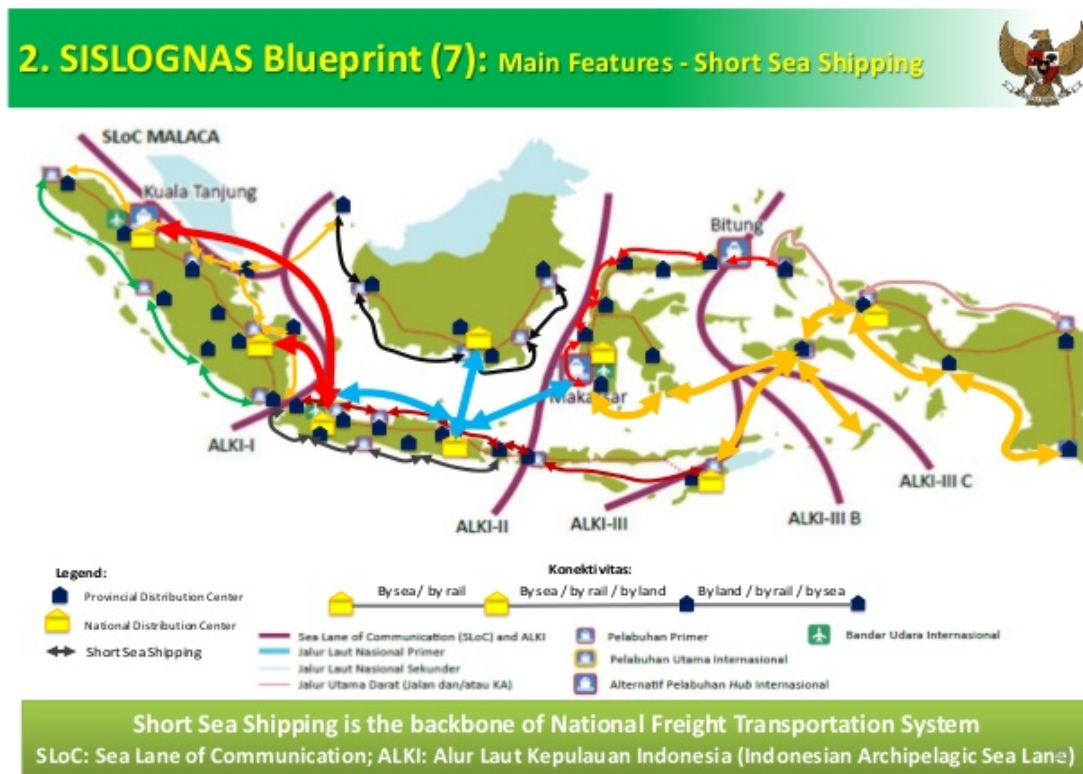 2. SISLOGNAS Blueprint (7): Main Features - Short Sea Shipping
SLoC MALACA
Kuala Tanjung
Bitung
Makassar
ALKI-I
ALKI-II
ALKI-III
ALKI-III B
ALKI-III C
Legend:
Provincial Distribution Center
National Distribution Center
Short Sea Shipping
Konektivitas:
By sea / by rail
By sea / by rail / by land
By land / by rail / by sea
Sea Lane of Communication (SLoC) and ALKI
Jalur Laut Nasional Primer
Jalur Laut Nasional Sekunder
Jalur Utama Darat (Jalan dan/atau KA)
Pelabuhan Primer
Pelabuhan Utama Internasional
Alternatif Pelabuhan Hub Internasional
Bandar Udara Internasional
Short Sea Shipping is the backbone of National Freight Transportation System
SLoC: Sea Lane of Communication; ALKI: Alur Laut Kepulauan Indonesia (Indonesian Archipelagic Sea Lane)